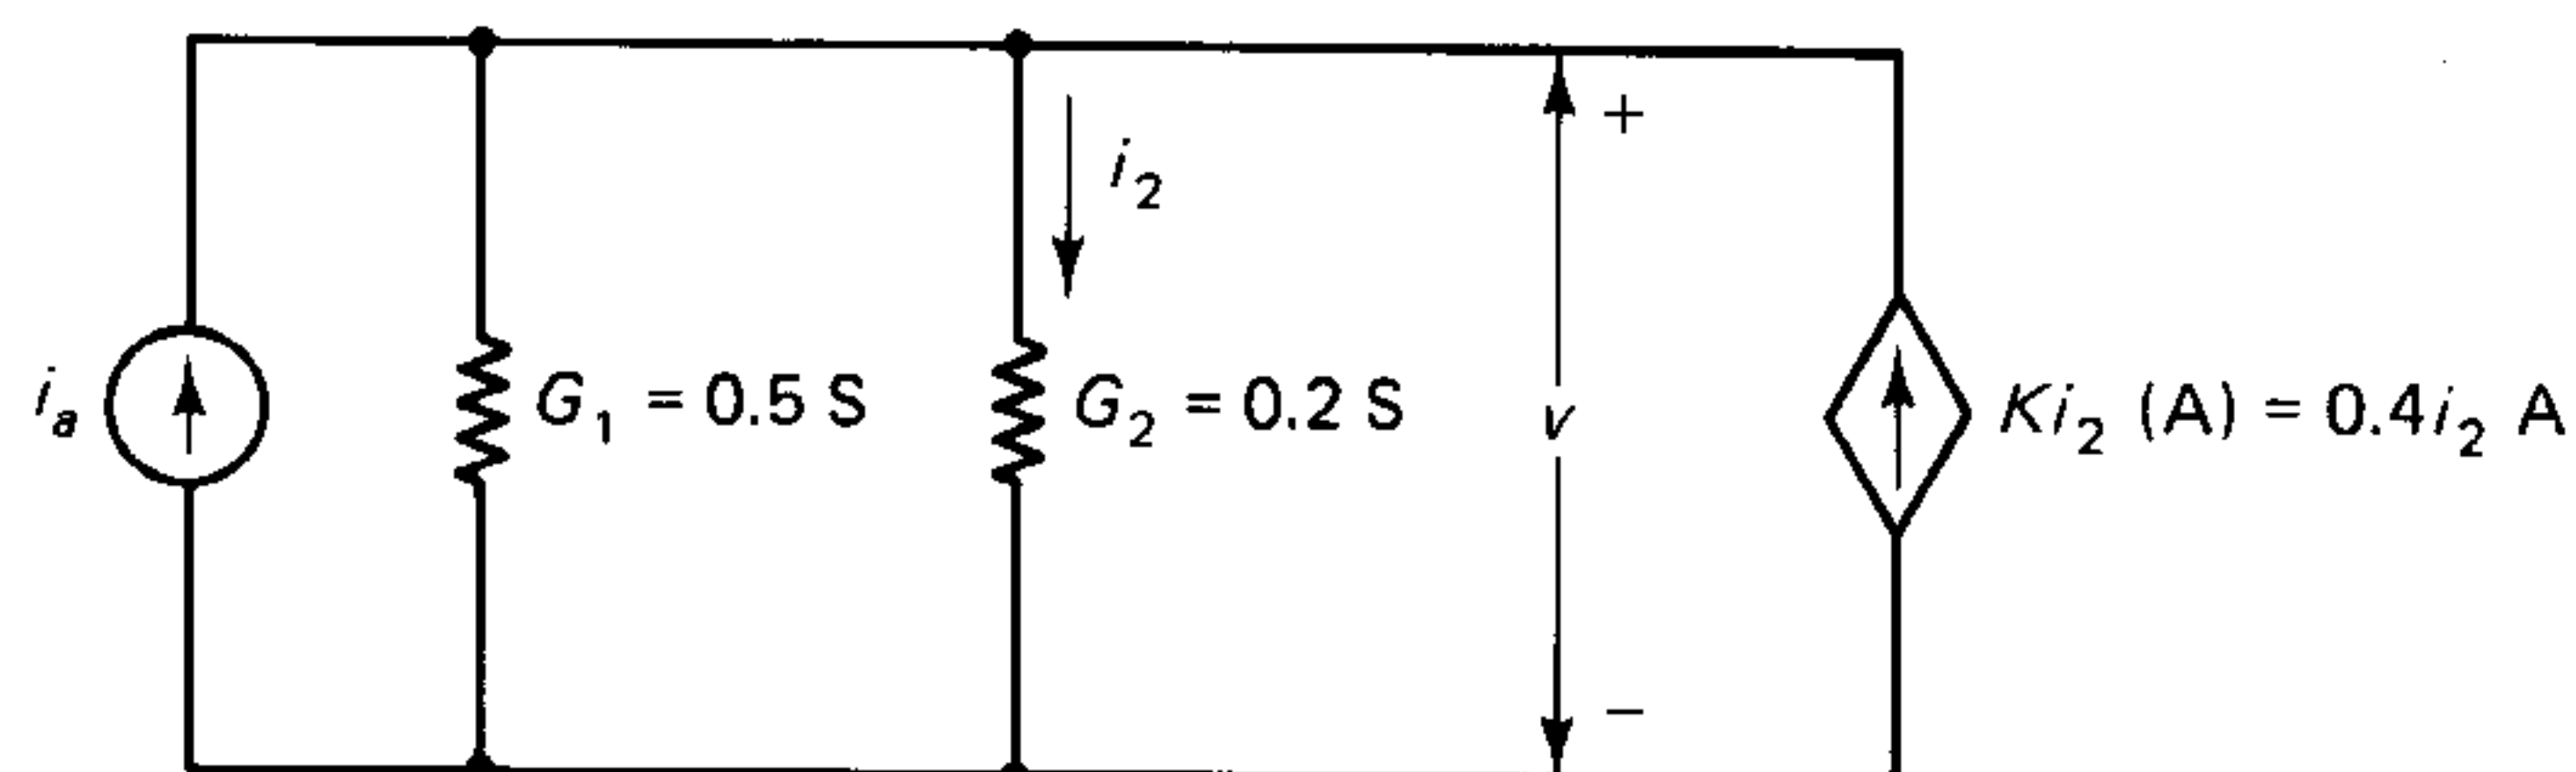 +
i₂
iₐ
G₁ = 0.5 S
G₂ = 0.2 S
v
Ki₂ (A) = 0.4i₂ A
−